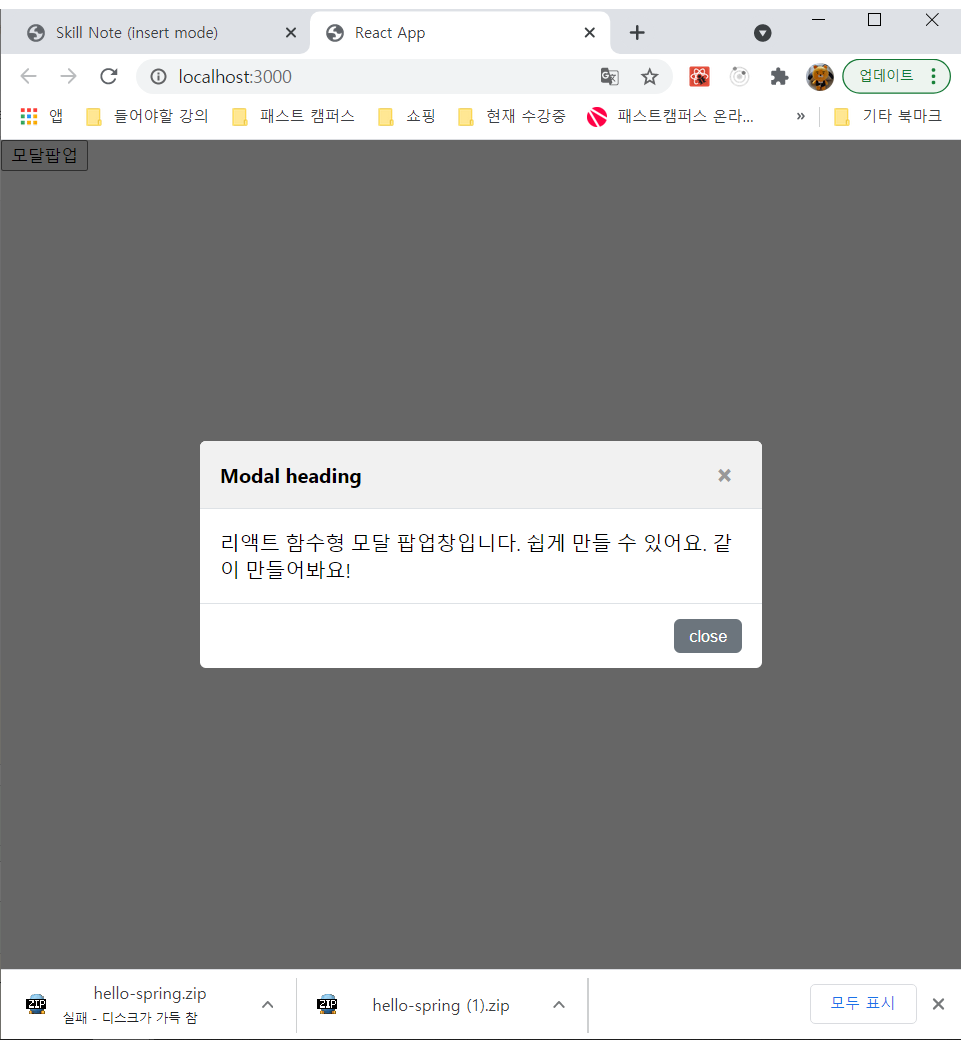 Skill Note (insert mode)
React App
localhost:3000
업데이트
앱
들어야할 강의
패스트 캠퍼스
쇼핑
현재 수강중
패스트캠퍼스 온라...
»
기타 북마크
모달팝업
Modal heading
×
리액트 함수형 모달 팝업창입니다. 쉽게 만들 수 있어요. 같
이 만들어봐요!
close
hello-spring.zip
실패 - 디스크가 가득 참
hello-spring (1).zip
모두 표시